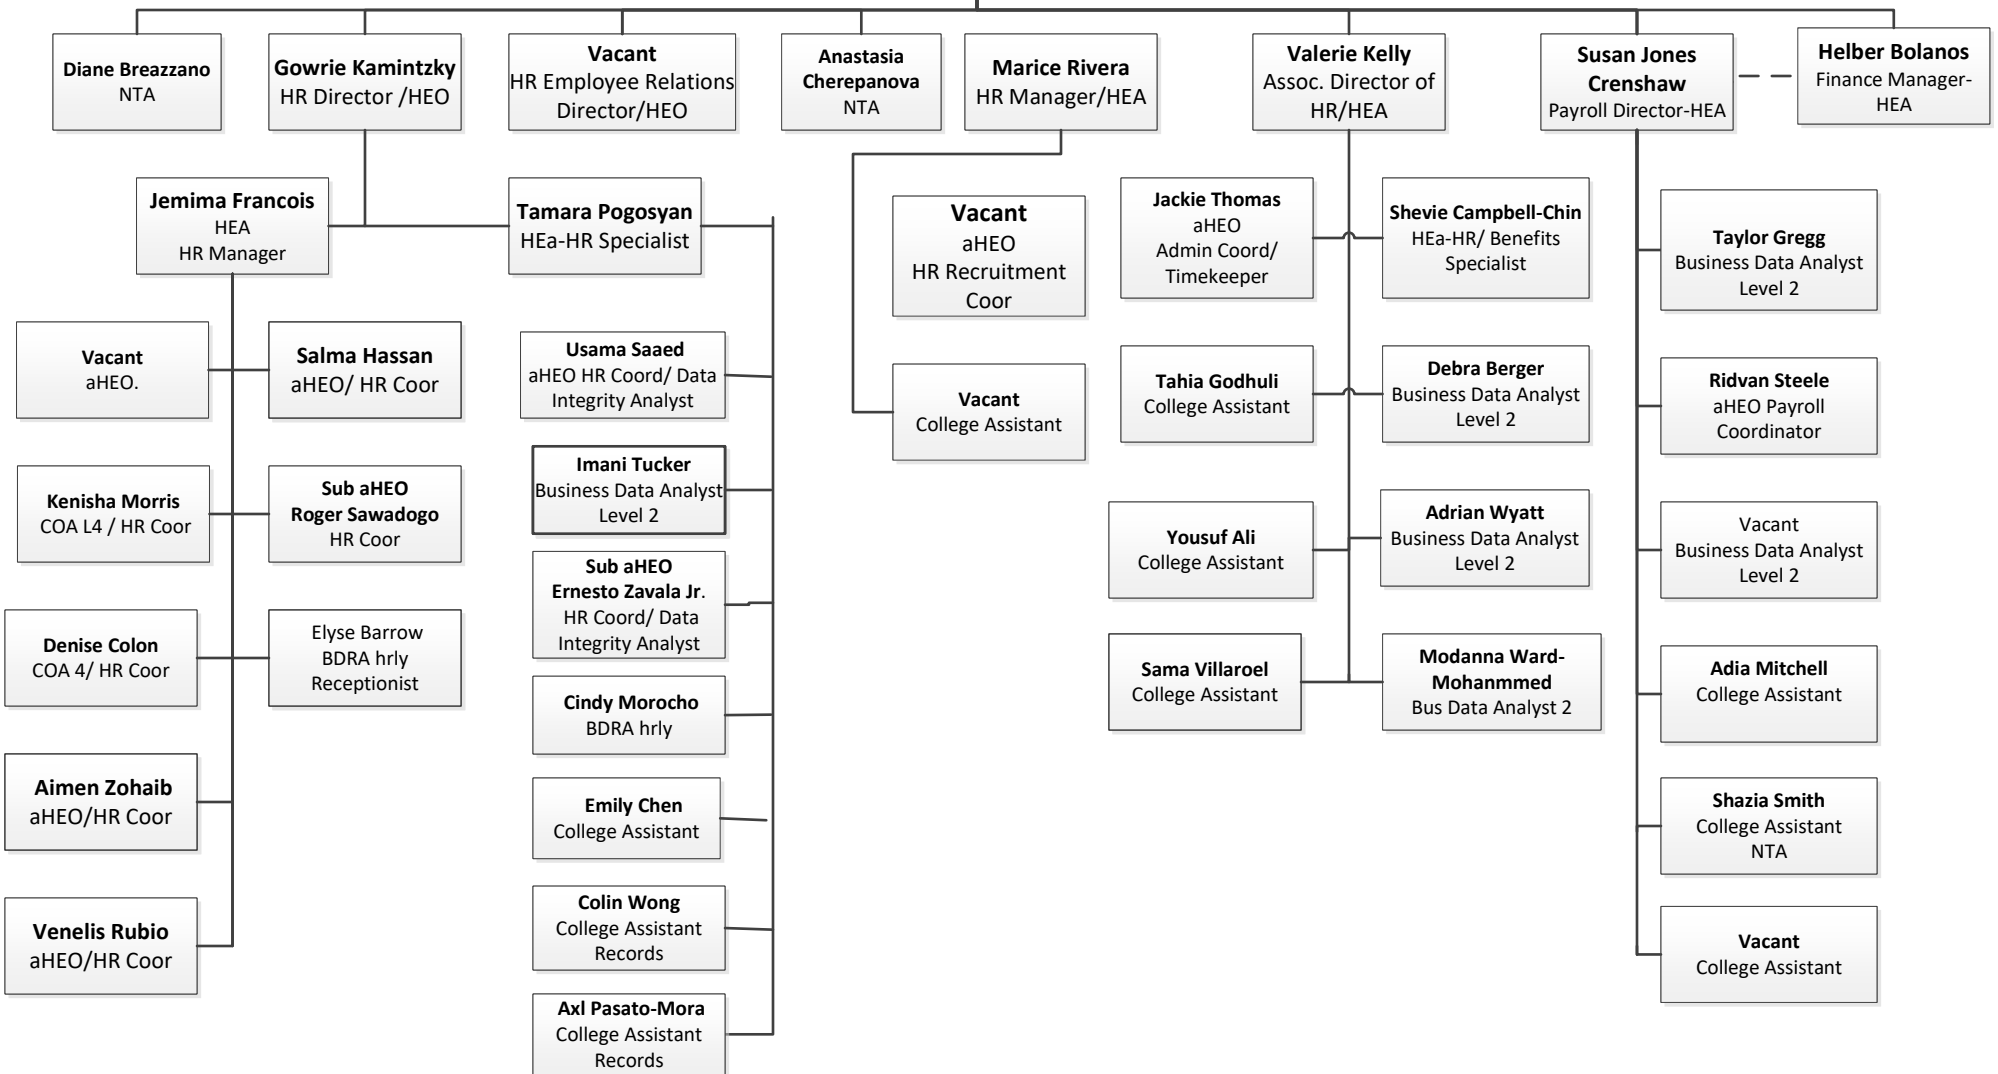 Diane Breazzano
NTA
Gowrie Kamintzky
HR Director /HEO
Vacant
HR Employee Relations
Director/HEO
Anastasia
Cherepanova
NTA
Marice Rivera
HR Manager/HEA
Valerie Kelly
Assoc. Director of
HR/HEA
Susan Jones
Crenshaw
Payroll Director-HEA
Helber Bolanos
Finance Manager-
HEA
Jemima Francois
HEA
HR Manager
Tamara Pogosyan
HEa-HR Specialist
Vacant
aHEO
HR Recruitment
Coor
Jackie Thomas
aHEO
Admin Coord/
Timekeeper
Shevie Campbell-Chin
HEa-HR/ Benefits
Specialist
Taylor Gregg
Business Data Analyst
Level 2
Vacant
aHEO.
Salma Hassan
aHEO/ HR Coor
Usama Saaed
aHEO HR Coord/ Data
Integrity Analyst
Vacant
College Assistant
Tahia Godhuli
College Assistant
Debra Berger
Business Data Analyst
Level 2
Ridvan Steele
aHEO Payroll
Coordinator
Kenisha Morris
COA L4 / HR Coor
Sub aHEO
Roger Sawadogo
HR Coor
Imani Tucker
Business Data Analyst
Level 2
Yousuf Ali
College Assistant
Adrian Wyatt
Business Data Analyst
Level 2
Vacant
Business Data Analyst
Level 2
Sub aHEO
Ernesto Zavala Jr.
HR Coord/ Data
Integrity Analyst
Denise Colon
COA 4/ HR Coor
Elyse Barrow
BDRA hrly
Receptionist
Sama Villaroel
College Assistant
Modanna Ward-
Mohanmmed
Bus Data Analyst 2
Adia Mitchell
College Assistant
Cindy Morocho
BDRA hrly
Aimen Zohaib
aHEO/HR Coor
Emily Chen
College Assistant
Shazia Smith
College Assistant
NTA
Venelis Rubio
aHEO/HR Coor
Colin Wong
College Assistant
Records
Vacant
College Assistant
Axl Pasato-Mora
College Assistant
Records